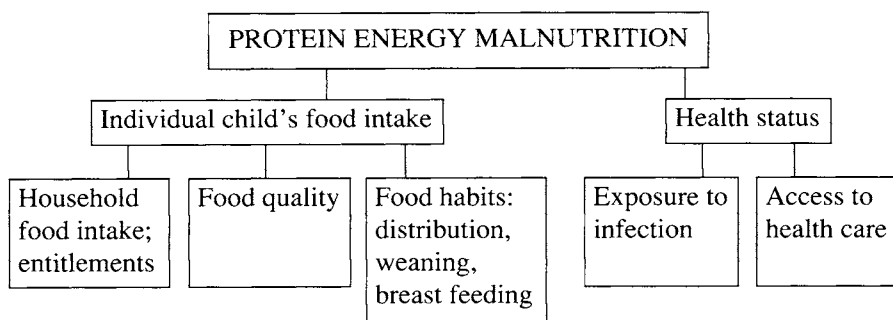 PROTEIN ENERGY MALNUTRITION
Individual child's food intake
Health status
Household
food intake;
entitlements
Food quality
Food habits:
distribution,
weaning,
breast feeding
Exposure to
infection
Access to
health care